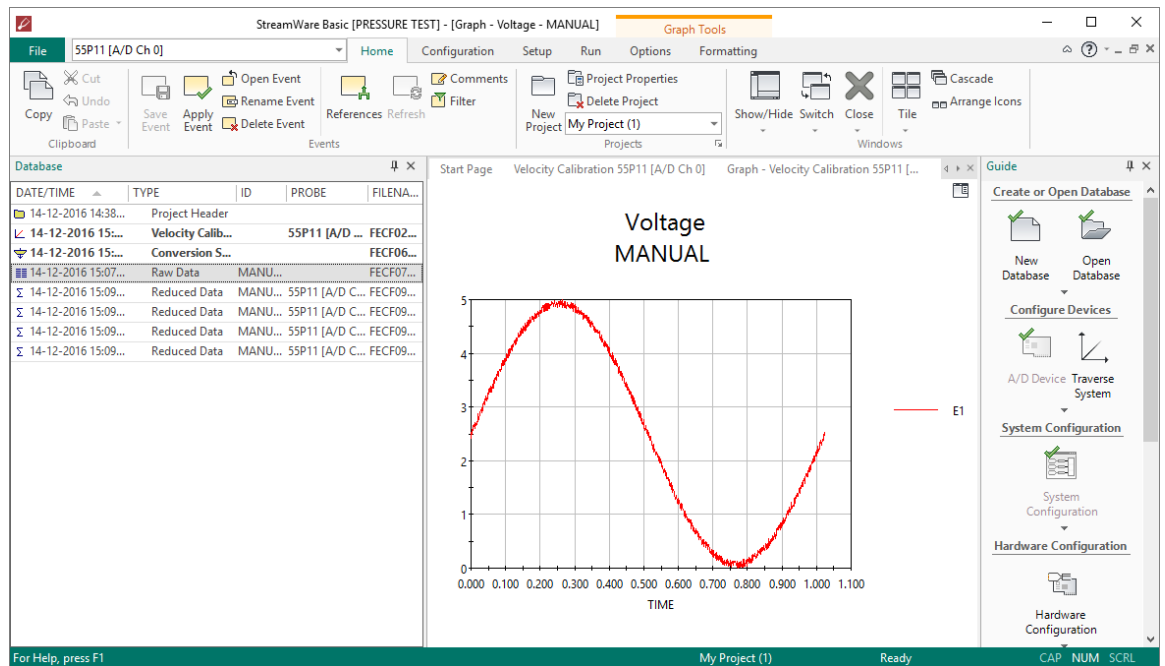 StreamWare Basic [PRESSURE TEST] - [Graph - Voltage - MANUAL]
Graph Tools
File
55P11 [A/D Ch 0]
Home
Configuration
Setup
Run
Options
Formatting
Copy
Cut
Undo
Paste
Clipboard
Save Event
Apply Event
Open Event
Rename Event
Delete Event
References
Refresh
Comments
Filter
Events
New Project
Project Properties
Delete Project
My Project (1)
Projects
Show/Hide
Switch
Close
Tile
Cascade
Arrange Icons
Windows
Database
DATE/TIME TYPE ID PROBE FILENA...
14-12-2016 14:38... Project Header
14-12-2016 15:... Velocity Calib... 55P11 [A/D ... FECF02...
14-12-2016 15:... Conversion S... FECF06...
14-12-2016 15:07... Raw Data MANU... FECF07...
Σ 14-12-2016 15:09... Reduced Data MANU... 55P11 [A/D C... FECF09...
Σ 14-12-2016 15:09... Reduced Data MANU... 55P11 [A/D C... FECF09...
Σ 14-12-2016 15:09... Reduced Data MANU... 55P11 [A/D C... FECF09...
Σ 14-12-2016 15:09... Reduced Data MANU... 55P11 [A/D C... FECF09...
Start Page
Velocity Calibration 55P11 [A/D Ch 0]
Graph - Velocity Calibration 55P11 [...
Voltage
MANUAL
5
4
3
2
1
0
0.000 0.100 0.200 0.300 0.400 0.500 0.600 0.700 0.800 0.900 1.000 1.100
TIME
E1
Guide
Create or Open Database
New Database
Open Database
Configure Devices
A/D Device
Traverse System
System Configuration
System Configuration
Hardware Configuration
Hardware Configuration
For Help, press F1
My Project (1)
Ready
CAP NUM SCRL